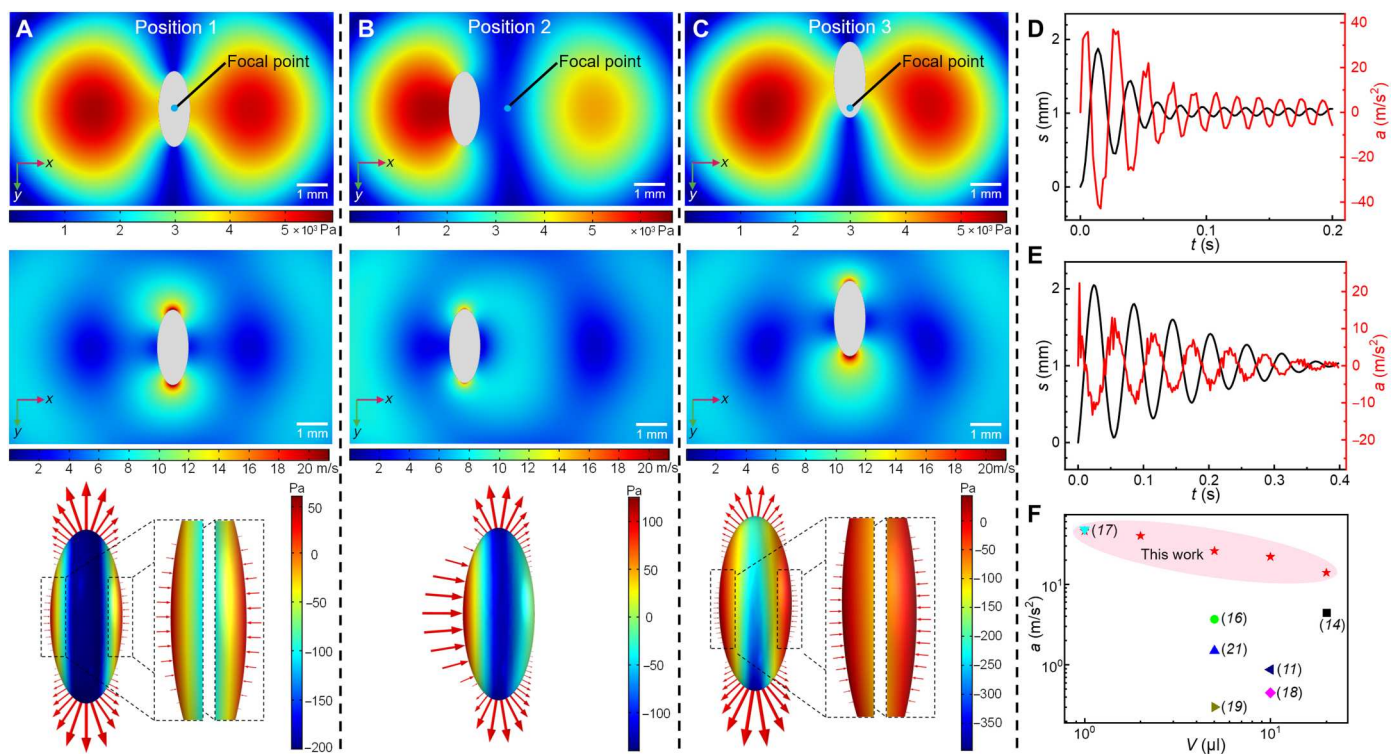 A
Position 1
Focal point
x
y
1 mm
1 2 3 4 5 ×10³ Pa
B
Position 2
Focal point
x
y
1 mm
1 2 3 4 5 ×10³ Pa
C
Position 3
Focal point
x
y
1 mm
1 2 3 4 5 ×10³ Pa
x
y
1 mm
2 4 6 8 10 12 14 16 18 20 m/s
x
y
1 mm
2 4 6 8 10 12 14 16 18 20 m/s
x
y
1 mm
2 4 6 8 10 12 14 16 18 20 m/s
Pa
50
0
–50
–100
–150
–200
Pa
100
50
0
–50
–100
Pa
0
–50
–100
–150
–200
–250
–300
–350
D
s (mm)
2
1
0
0.0 0.1 0.2
t (s)
a (m/s²)
40
20
0
–20
–40
E
s (mm)
2
1
0
0.0 0.1 0.2 0.3 0.4
t (s)
a (m/s²)
20
10
0
–10
–20
F
a (m/s²)
10¹
10⁰
10⁰ 10¹
V (µl)
(17)
This work
(16)
(14)
(21)
(11)
(18)
(19)